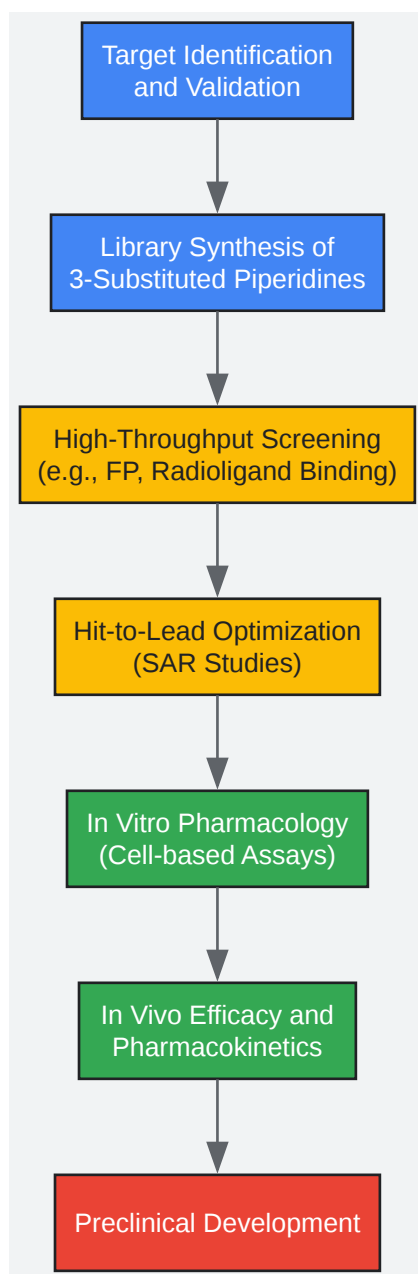 Target Identification
and Validation
Library Synthesis of
3-Substituted Piperidines
High-Throughput Screening
(e.g., FP, Radioligand Binding)
Hit-to-Lead Optimization
(SAR Studies)
In Vitro Pharmacology
(Cell-based Assays)
In Vivo Efficacy and
Pharmacokinetics
Preclinical Development